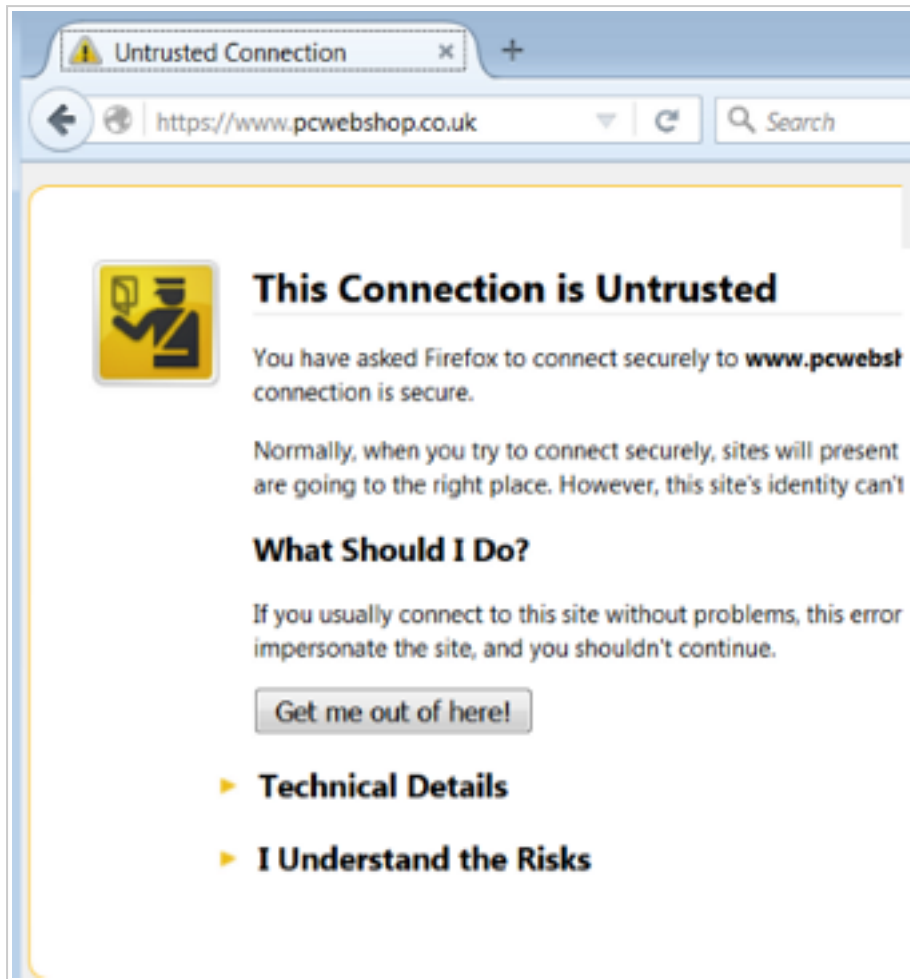 Untrusted Connection
https://www.pcwebshop.co.uk
Search
This Connection is Untrusted
You have asked Firefox to connect securely to www.pcwebsh
connection is secure.
Normally, when you try to connect securely, sites will present
are going to the right place. However, this site's identity can't
What Should I Do?
If you usually connect to this site without problems, this error
impersonate the site, and you shouldn't continue.
Get me out of here!
Technical Details
I Understand the Risks